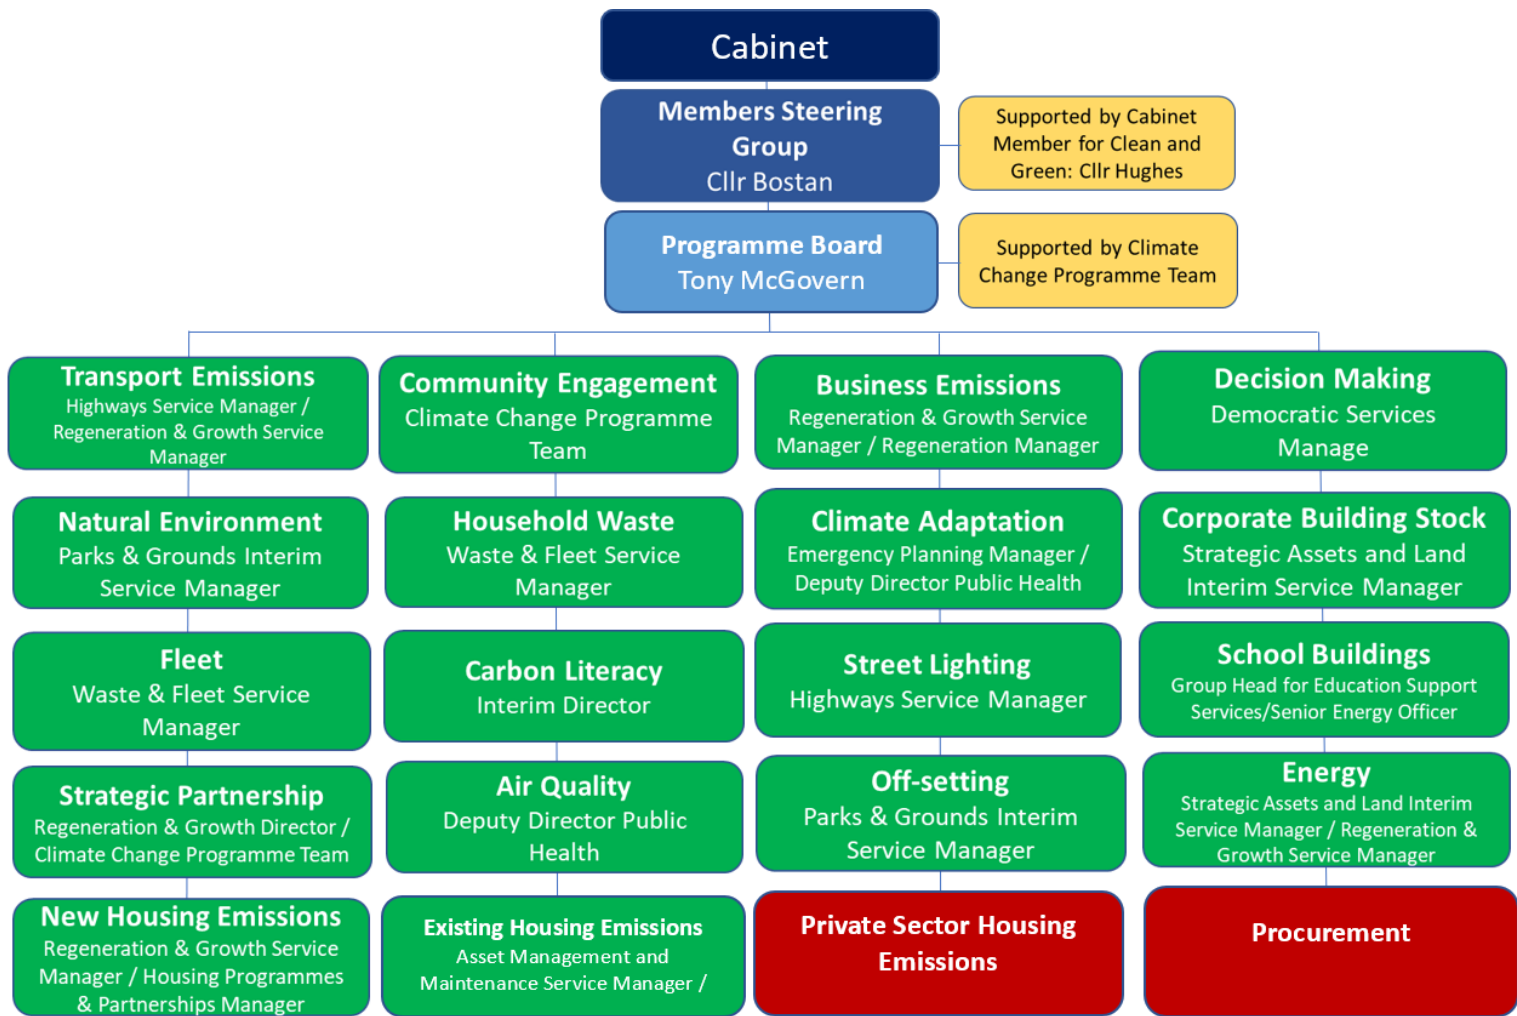 Cabinet
Members Steering
Group
Cllr Bostan
Supported by Cabinet
Member for Clean and
Green: Cllr Hughes
Programme Board
Tony McGovern
Supported by Climate
Change Programme Team
Transport Emissions
Highways Service Manager /
Regeneration & Growth Service
Manager
Community Engagement
Climate Change Programme
Team
Business Emissions
Regeneration & Growth Service
Manager / Regeneration Manager
Decision Making
Democratic Services
Manage
Natural Environment
Parks & Grounds Interim
Service Manager
Household Waste
Waste & Fleet Service
Manager
Climate Adaptation
Emergency Planning Manager /
Deputy Director Public Health
Corporate Building Stock
Strategic Assets and Land
Interim Service Manager
Fleet
Waste & Fleet Service
Manager
Carbon Literacy
Interim Director
Street Lighting
Highways Service Manager
School Buildings
Group Head for Education Support
Services/Senior Energy Officer
Strategic Partnership
Regeneration & Growth Director /
Climate Change Programme Team
Air Quality
Deputy Director Public
Health
Off-setting
Parks & Grounds Interim
Service Manager
Energy
Strategic Assets and Land Interim
Service Manager / Regeneration &
Growth Service Manager
New Housing Emissions
Regeneration & Growth Service
Manager / Housing Programmes
& Partnerships Manager
Existing Housing Emissions
Asset Management and
Maintenance Service Manager /
Private Sector Housing
Emissions
Procurement